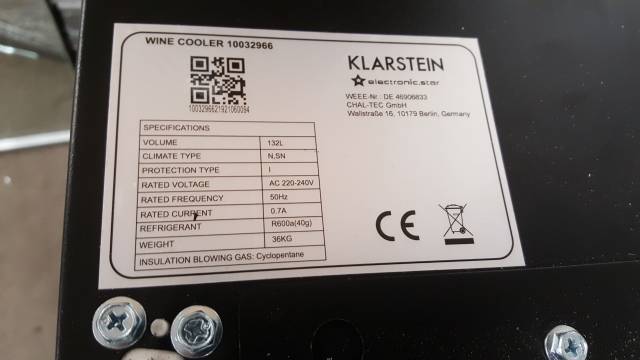 WINE COOLER 10032966
1003296621921060054
SPECIFICATIONS
VOLUME 132L
CLIMATE TYPE N,SN
PROTECTION TYPE I
RATED VOLTAGE AC 220-240V
RATED FREQUENCY 50Hz
RATED CURRENT 0.7A
REFRIGERANT R600a(40g)
WEIGHT 36KG
INSULATION BLOWING GAS: Cyclopentane
KLARSTEIN
electronic.star
WEEE-Nr.: DE 46906833
CHAL-TEC GmbH
Wallstraße 16, 10179 Berlin, Germany
CE